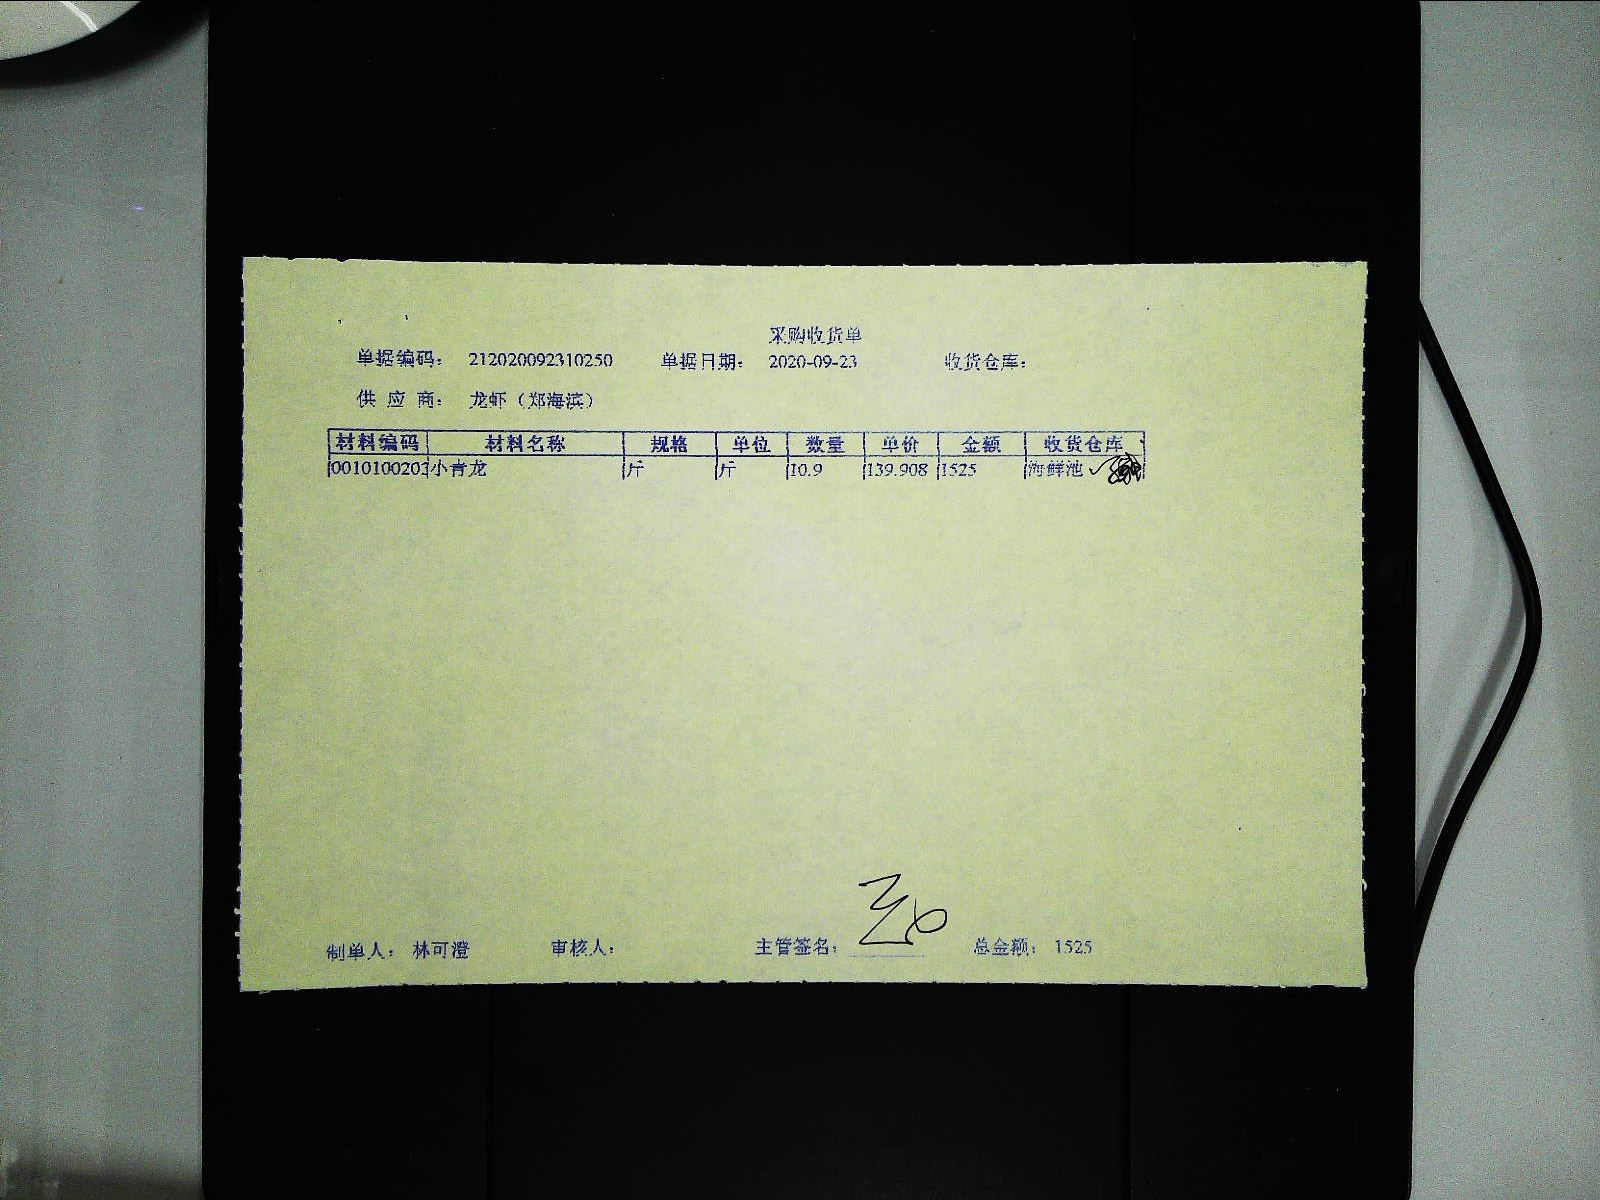 采购收货单
单据编码： 212020092310250 单据日期： 2020-09-23 收货仓库：
供 应 商： 龙虾（郑海滨）
材料编码 材料名称 规格 单位 数量 单价 金额 收货仓库
0010100203 小青龙 斤 斤 10.9 139.908 1525 海鲜池
制单人： 林可澄 审核人： 主管签名： 总金额： 1525